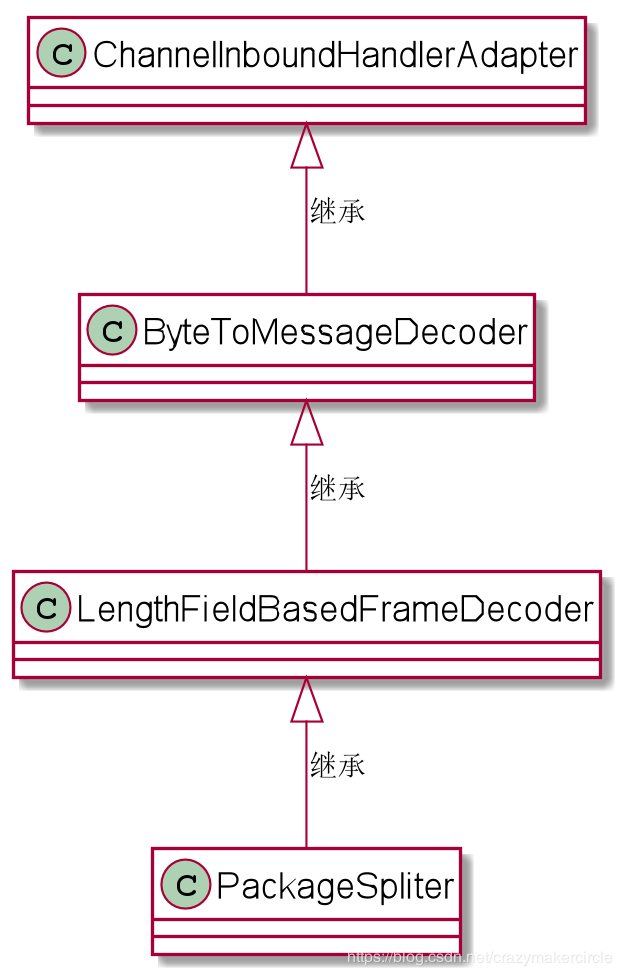 C ChannelInboundHandlerAdapter
继承
C ByteToMessageDecoder
继承
C LengthFieldBasedFrameDecoder
继承
C PackageSpliter
https://blog.csdn.net/crazymakercircle